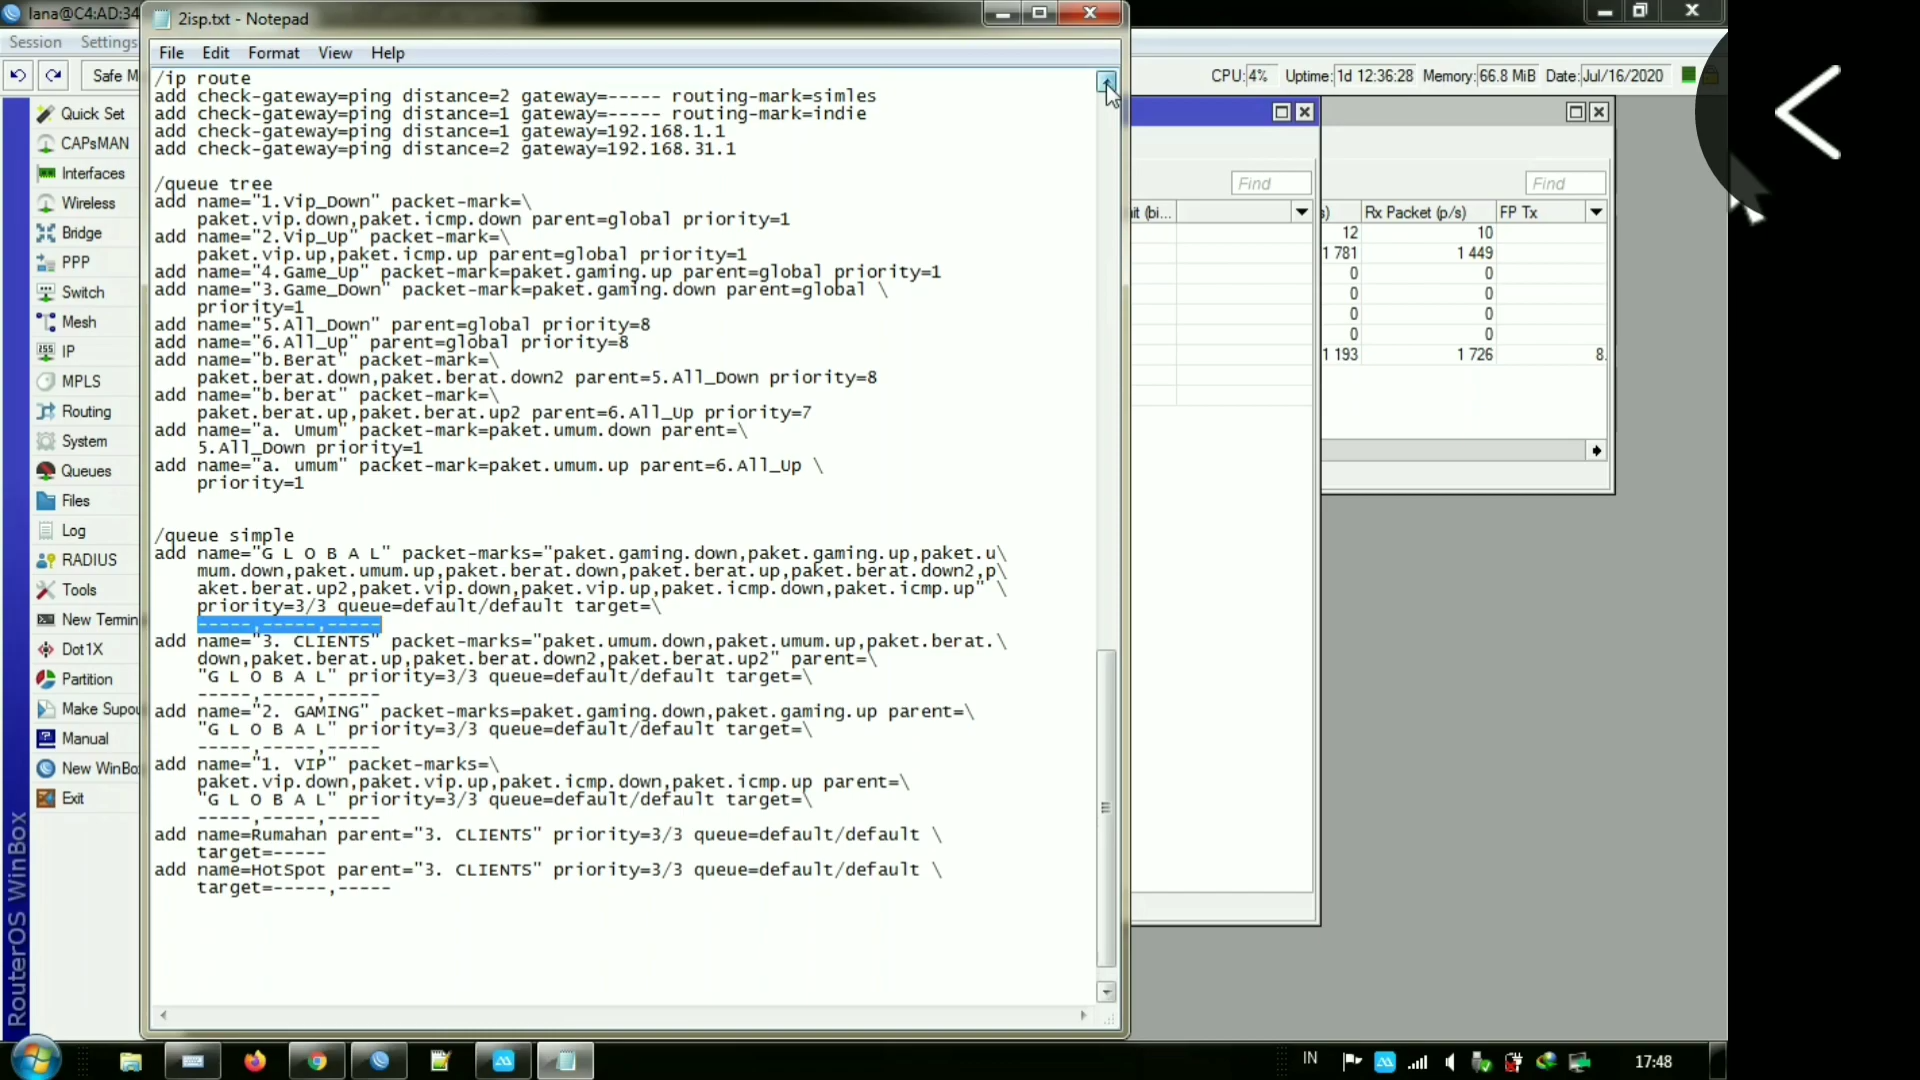 lana@C4:AD:34
2isp.txt - Notepad
Session Settings
File Edit Format View Help
Safe M
CPU: 4% Uptime: 1d 12:36:28 Memory: 66.8 MiB Date: Jul/16/2020
/ip route
add check-gateway=ping distance=2 gateway=----- routing-mark=simles
add check-gateway=ping distance=1 gateway=----- routing-mark=indie
add check-gateway=ping distance=1 gateway=192.168.1.1
add check-gateway=ping distance=2 gateway=192.168.31.1
/queue tree
add name="1.Vip_Down" packet-mark=\
paket.vip.down,paket.icmp.down parent=global priority=1
add name="2.Vip_Up" packet-mark=\
paket.vip.up,paket.icmp.up parent=global priority=1
add name="4.Game_Up" packet-mark=paket.gaming.up parent=global priority=1
add name="3.Game_Down" packet-mark=paket.gaming.down parent=global \
priority=1
add name="5.All_Down" parent=global priority=8
add name="6.All_Up" parent=global priority=8
add name="b.Berat" packet-mark=\
paket.berat.down,paket.berat.down2 parent=5.All_Down priority=8
add name="b.berat" packet-mark=\
paket.berat.up,paket.berat.up2 parent=6.All_Up priority=7
add name="a. Umum" packet-mark=paket.umum.down parent=\
5.All_Down priority=1
add name="a. umum" packet-mark=paket.umum.up parent=6.All_Up \
priority=1
/queue simple
add name="G L O B A L" packet-marks="paket.gaming.down,paket.gaming.up,paket.u\
mum.down,paket.umum.up,paket.berat.down,paket.berat.up,paket.berat.down2,p\
aket.berat.up2,paket.vip.down,paket.vip.up,paket.icmp.down,paket.icmp.up" \
priority=3/3 queue=default/default target=\
-----,-----,-----
add name="3. CLIENTS" packet-marks="paket.umum.down,paket.umum.up,paket.berat.\
down,paket.berat.up,paket.berat.down2,paket.berat.up2" parent=\
"G L O B A L" priority=3/3 queue=default/default target=\
-----,-----,-----
add name="2. GAMING" packet-marks=paket.gaming.down,paket.gaming.up parent=\
"G L O B A L" priority=3/3 queue=default/default target=\
-----,-----,-----
add name="1. VIP" packet-marks=\
paket.vip.down,paket.vip.up,paket.icmp.down,paket.icmp.up parent=\
"G L O B A L" priority=3/3 queue=default/default target=\
-----,-----,-----
add name=Rumahan parent="3. CLIENTS" priority=3/3 queue=default/default \
target=-----
add name=HotSpot parent="3. CLIENTS" priority=3/3 queue=default/default \
target=-----,-----
Quick Set
CAPsMAN
Interfaces
Wireless
Bridge
PPP
Switch
Mesh
IP
MPLS
Routing
System
Queues
Files
Log
RADIUS
Tools
New Termin
Dot1X
Partition
Make Supou
Manual
New WinBo
Exit
RouterOS WinBox
Find
Find
it (bi...
s) Rx Packet (p/s) FP Tx
12 10
1 781 1 449
0 0
0 0
0 0
0 0
1 193 1 726 8.
IN 17:48